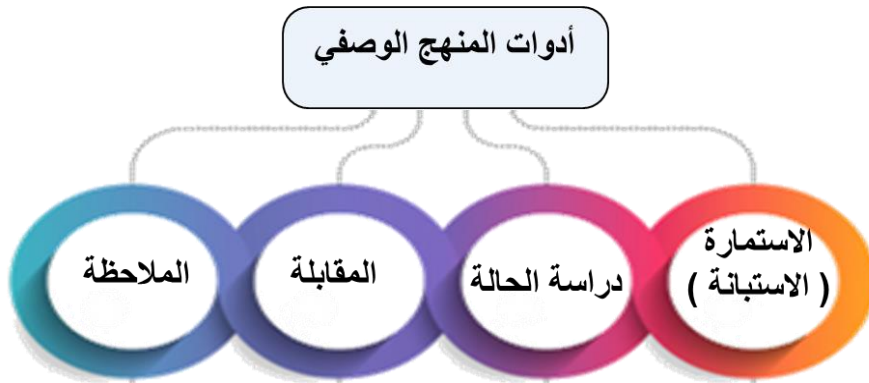 أدوات المنهج الوصفي
الاستمارة
( الاستبانة )
دراسة الحالة
المقابلة
الملاحظة